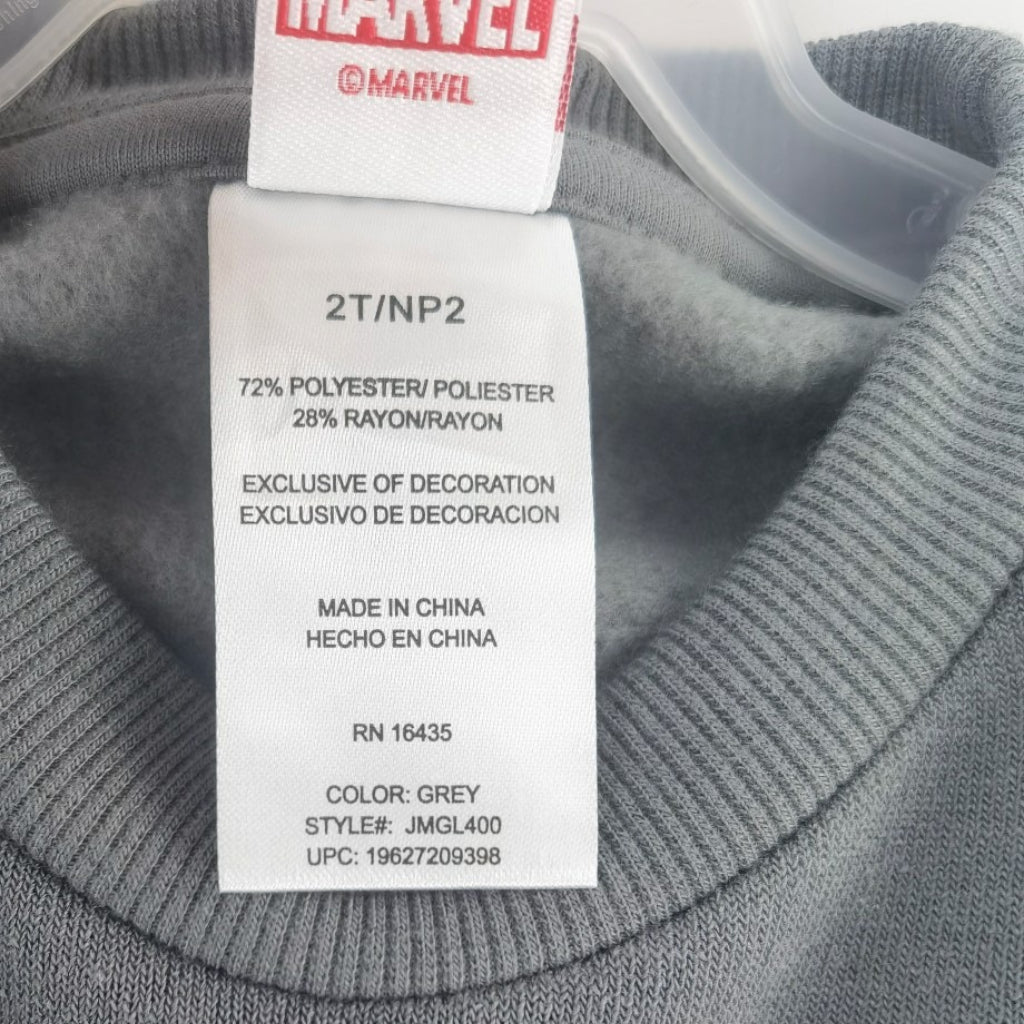 MARVEL
©MARVEL
2T/NP2
72% POLYESTER/ POLIESTER
28% RAYON/RAYON
EXCLUSIVE OF DECORATION
EXCLUSIVO DE DECORACION
MADE IN CHINA
HECHO EN CHINA
RN 16435
COLOR: GREY
STYLE#: JMGL400
UPC: 19627209398